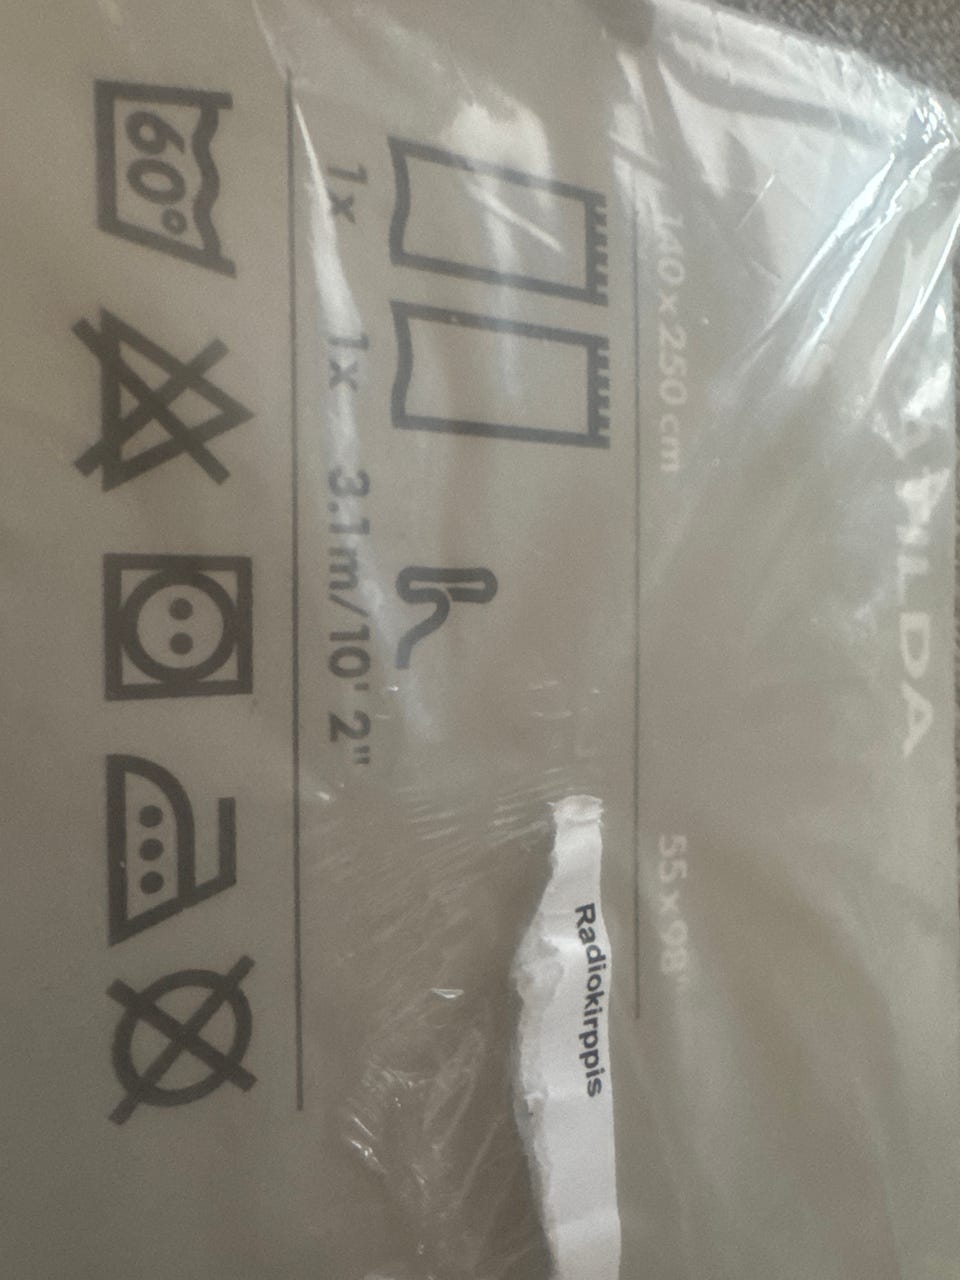 140 x 250 cm 55 x 98"
Radiokirppis
1x 1x 3.1m/10' 2"
60°